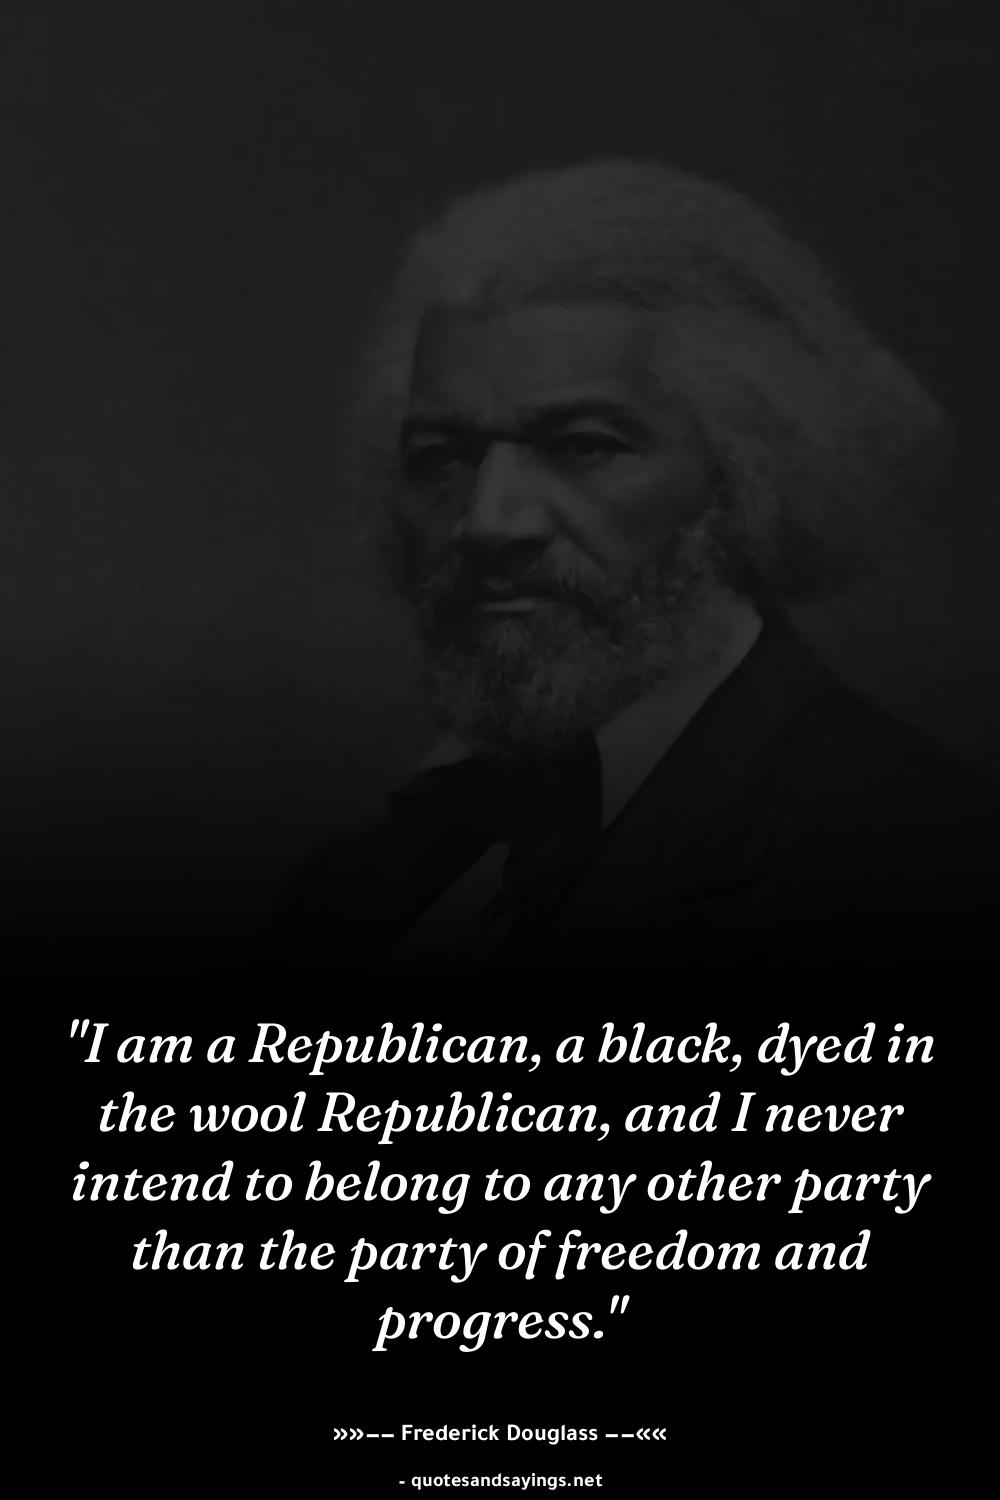 "I am a Republican, a black, dyed in
the wool Republican, and I never
intend to belong to any other party
than the party of freedom and
progress."
»»−− Frederick Douglass −−««
- quotesandsayings.net